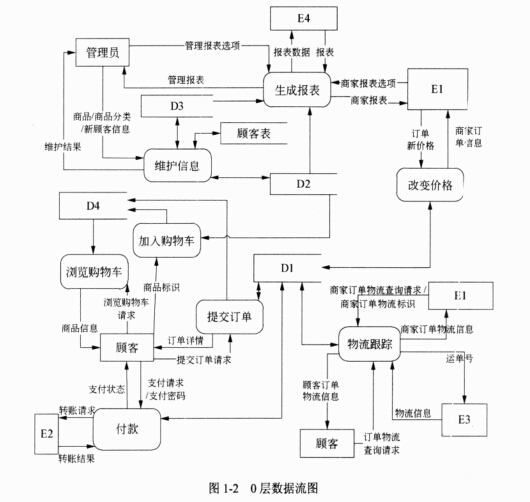 E4
管理员
管理报表选项
报表数据
报表
管理报表
生成报表
商家报表选项
商家报表
E1
D3
商品/商品分类
/新顾客信息
顾客表
维护结果
维护信息
订单
新价格
商家订
单信息
D2
改变价格
D4
加入购物车
浏览购物车
商品标识
D1
浏览购物车
请求
提交订单
商家订单物流查询请求/
商家订单物流标识
E1
商品信息
顾客
订单详情
提交订单请求
物流跟踪
商家订单物流信息
运单号
支付状态
支付请求
/支付密码
顾客订单
物流信息
物流信息
E3
转账请求
E2
付款
转账结果
顾客
订单物流
查询请求
图 1-2 0 层数据流图